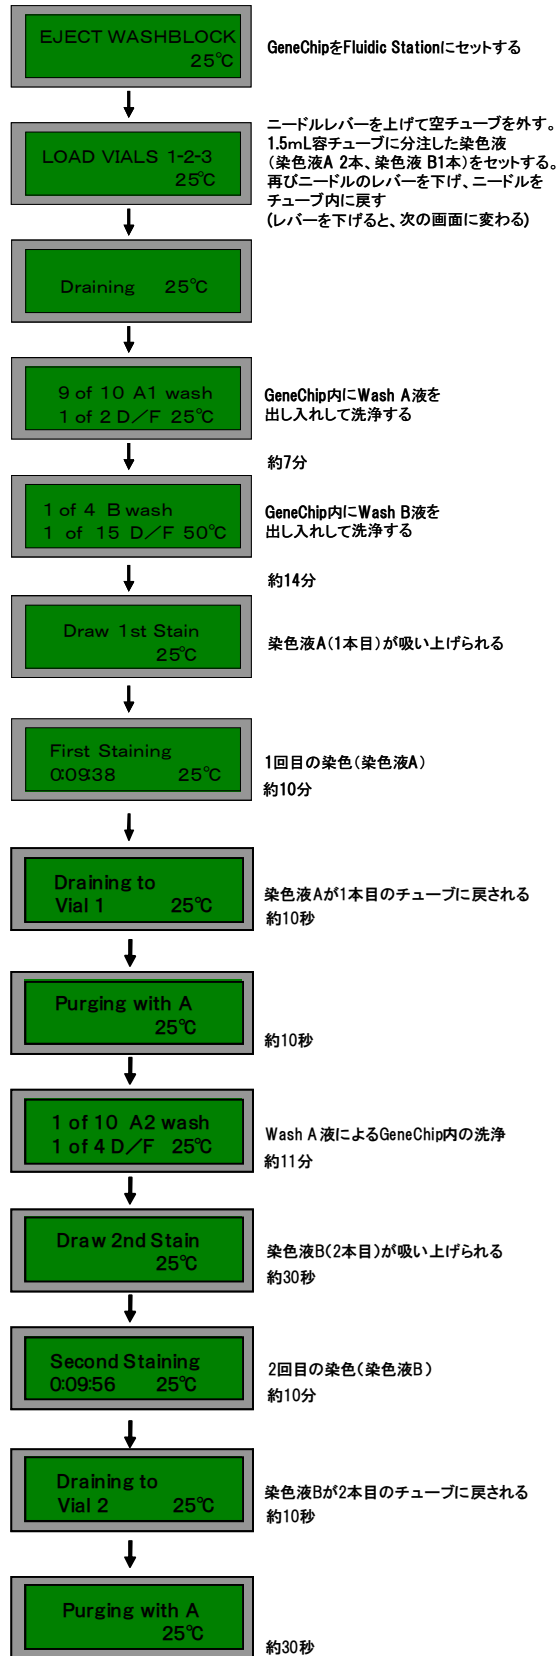 EJECT WASHBLOCK
25℃
GeneChipをFluidic Stationにセットする
ニードルレバーを上げて空チューブを外す。
1.5mL容チューブに分注した染色液
(染色液A 2本、染色液 B1本)をセットする。
再びニードルのレバーを下げ、ニードルを
チューブ内に戻す
(レバーを下げると、次の画面に変わる)
LOAD VIALS 1-2-3
25℃
Draining 25℃
9 of 10 A1 wash
1 of 2 D/F 25℃
GeneChip内にWash A液を
出し入れして洗浄する
約7分
1 of 4 B wash
1 of 15 D/F 50℃
GeneChip内にWash B液を
出し入れして洗浄する
約14分
Draw 1st Stain
25℃
染色液A(1本目)が吸い上げられる
First Staining
0:09:38 25℃
1回目の染色(染色液A)
約10分
Draining to
Vial 1 25℃
染色液Aが1本目のチューブに戻される
約10秒
Purging with A
25℃
約10秒
1 of 10 A2 wash
1 of 4 D/F 25℃
Wash A 液によるGeneChip内の洗浄
約11分
Draw 2nd Stain
25℃
染色液B(2本目)が吸い上げられる
約30秒
Second Staining
0:09:56 25℃
2回目の染色(染色液B)
約10分
Draining to
Vial 2 25℃
染色液Bが2本目のチューブに戻される
約10秒
Purging with A
25℃
約30秒